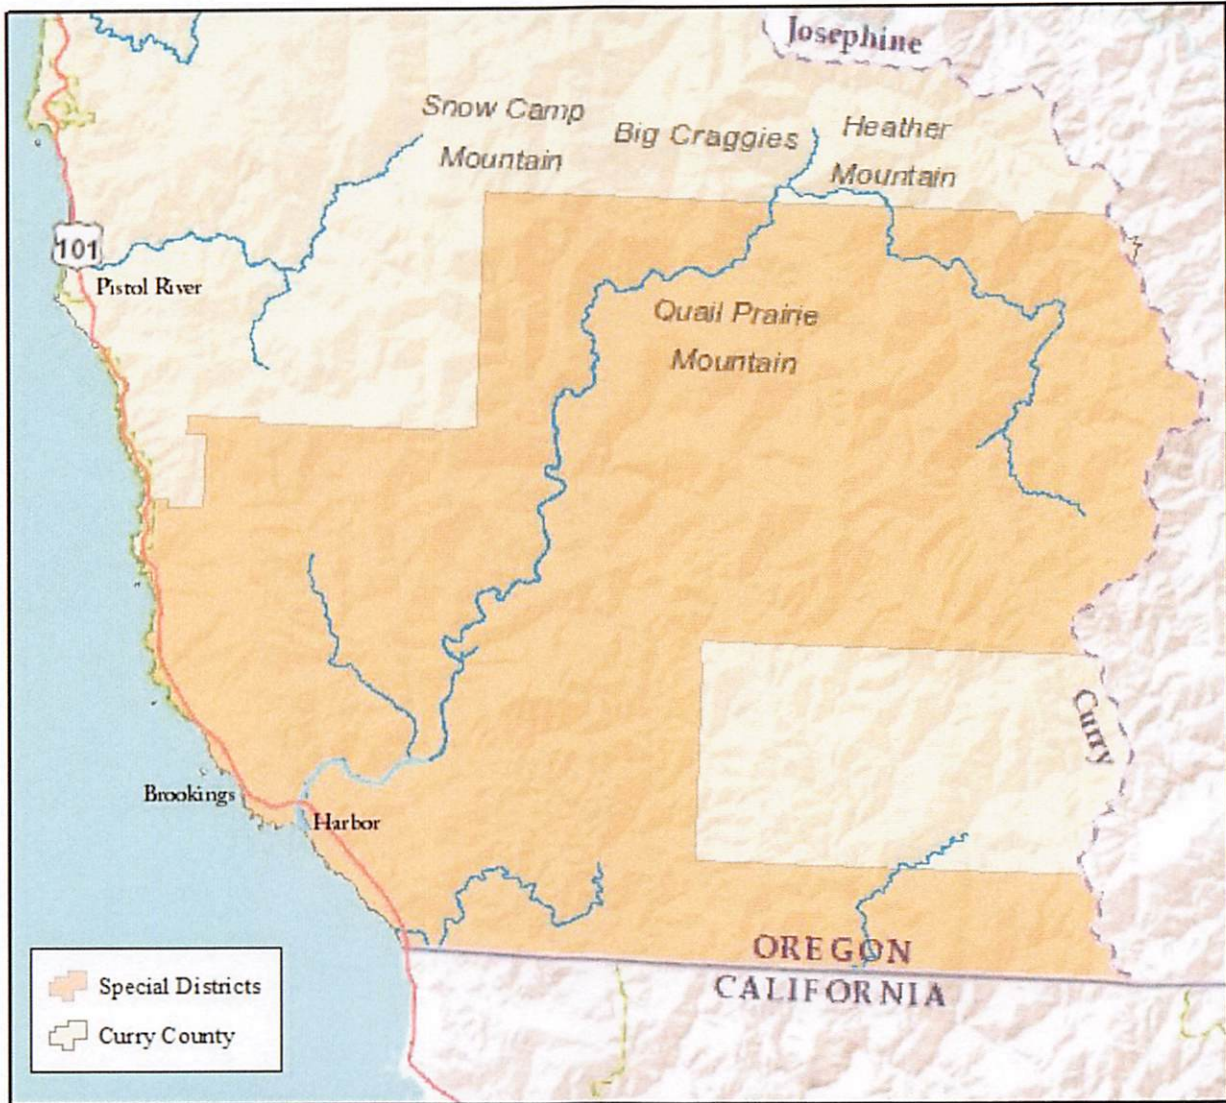 Josephine
Snow Camp
Mountain
Big Craggies
Heather
Mountain
101
Pistol River
Quail Prairie
Mountain
Curry
Brookings
Harbor
OREGON
CALIFORNIA
Special Districts
Curry County